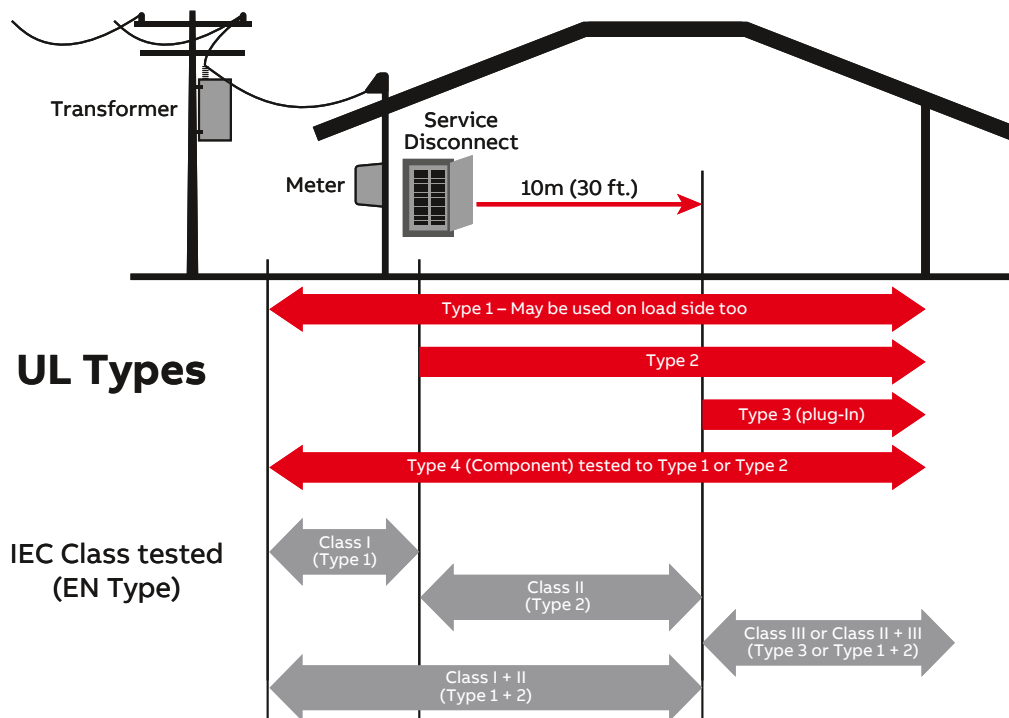 Transformer
Service
Disconnect
Meter
10m (30 ft.)
Type 1 – May be used on load side too
UL Types
Type 2
Type 3 (plug-In)
Type 4 (Component) tested to Type 1 or Type 2
IEC Class tested
(EN Type)
Class I
(Type 1)
Class II
(Type 2)
Class III or Class II + III
(Type 3 or Type 1 + 2)
Class I + II
(Type 1 + 2)